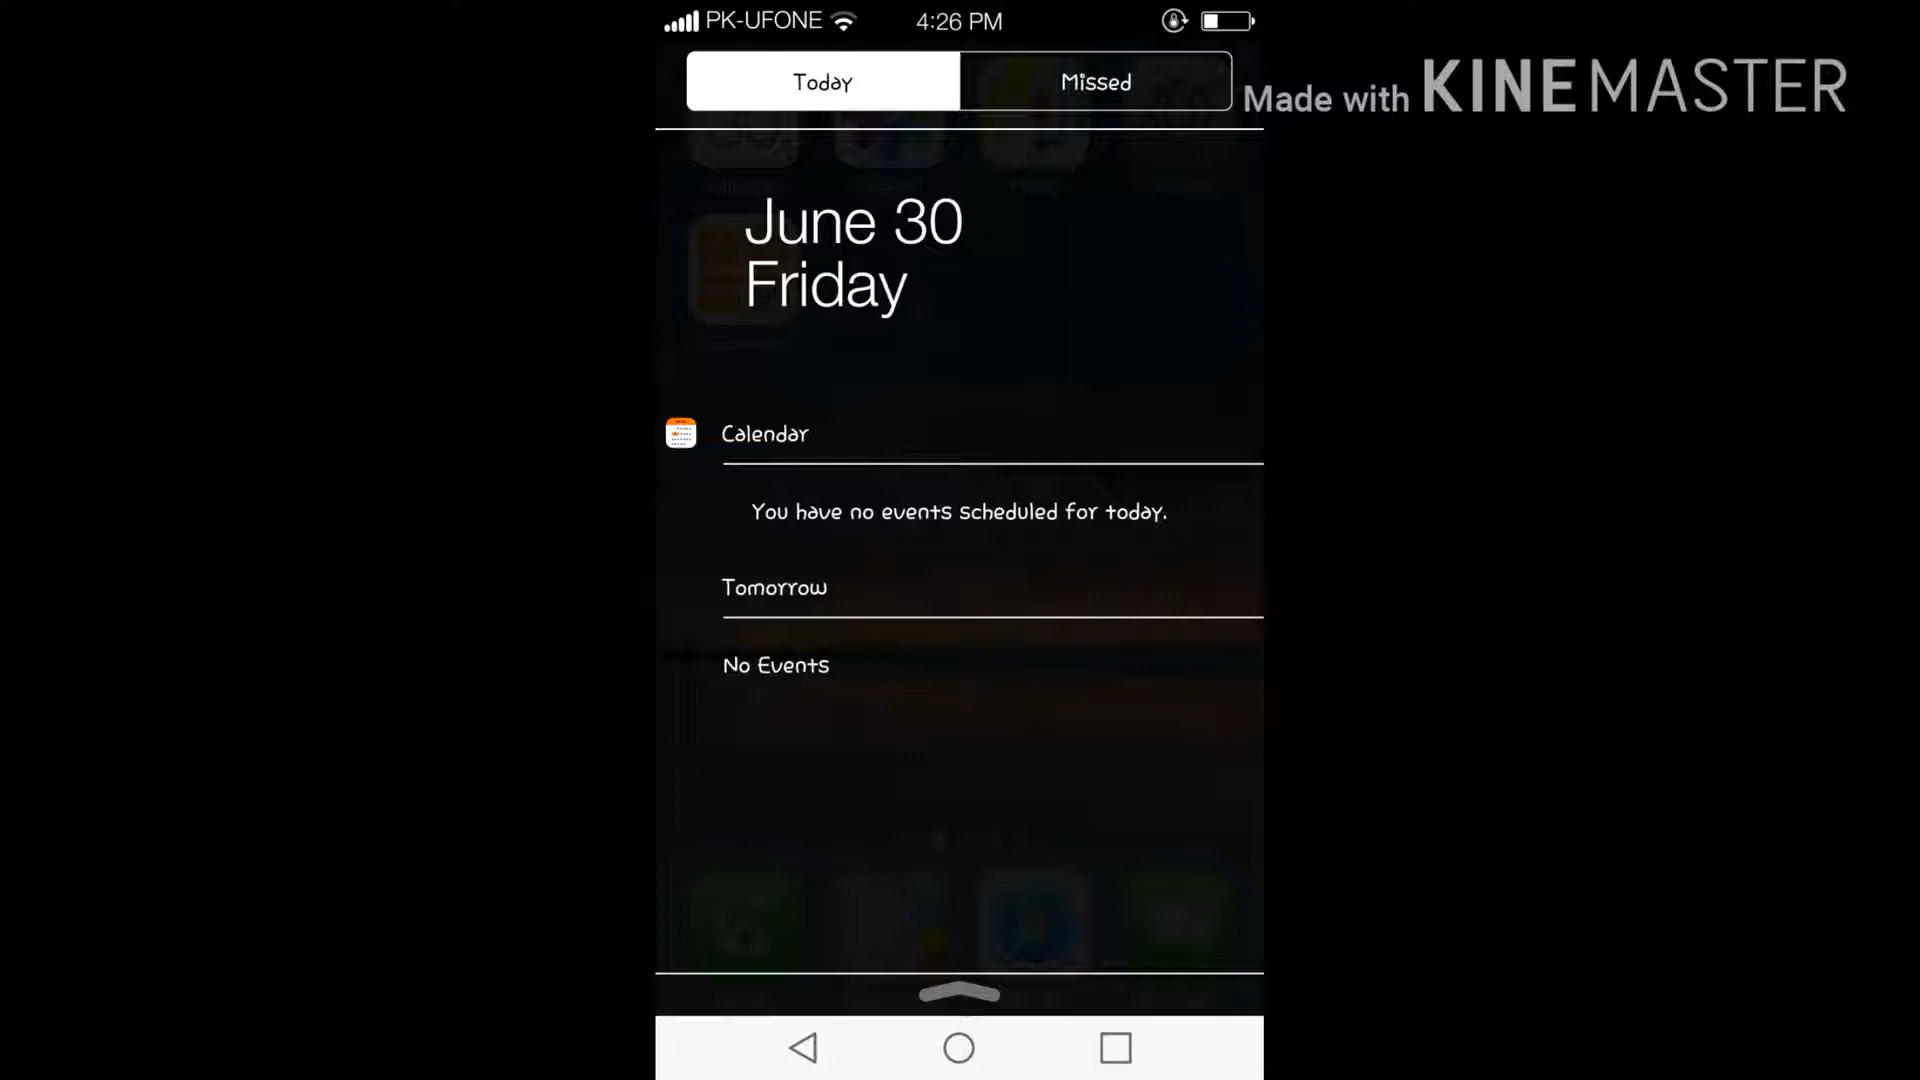 PK-UFONE 4:26 PM
Today Missed
Made with KINEMASTER
June 30
Friday
Calendar
You have no events scheduled for today.
Tomorrow
No Events